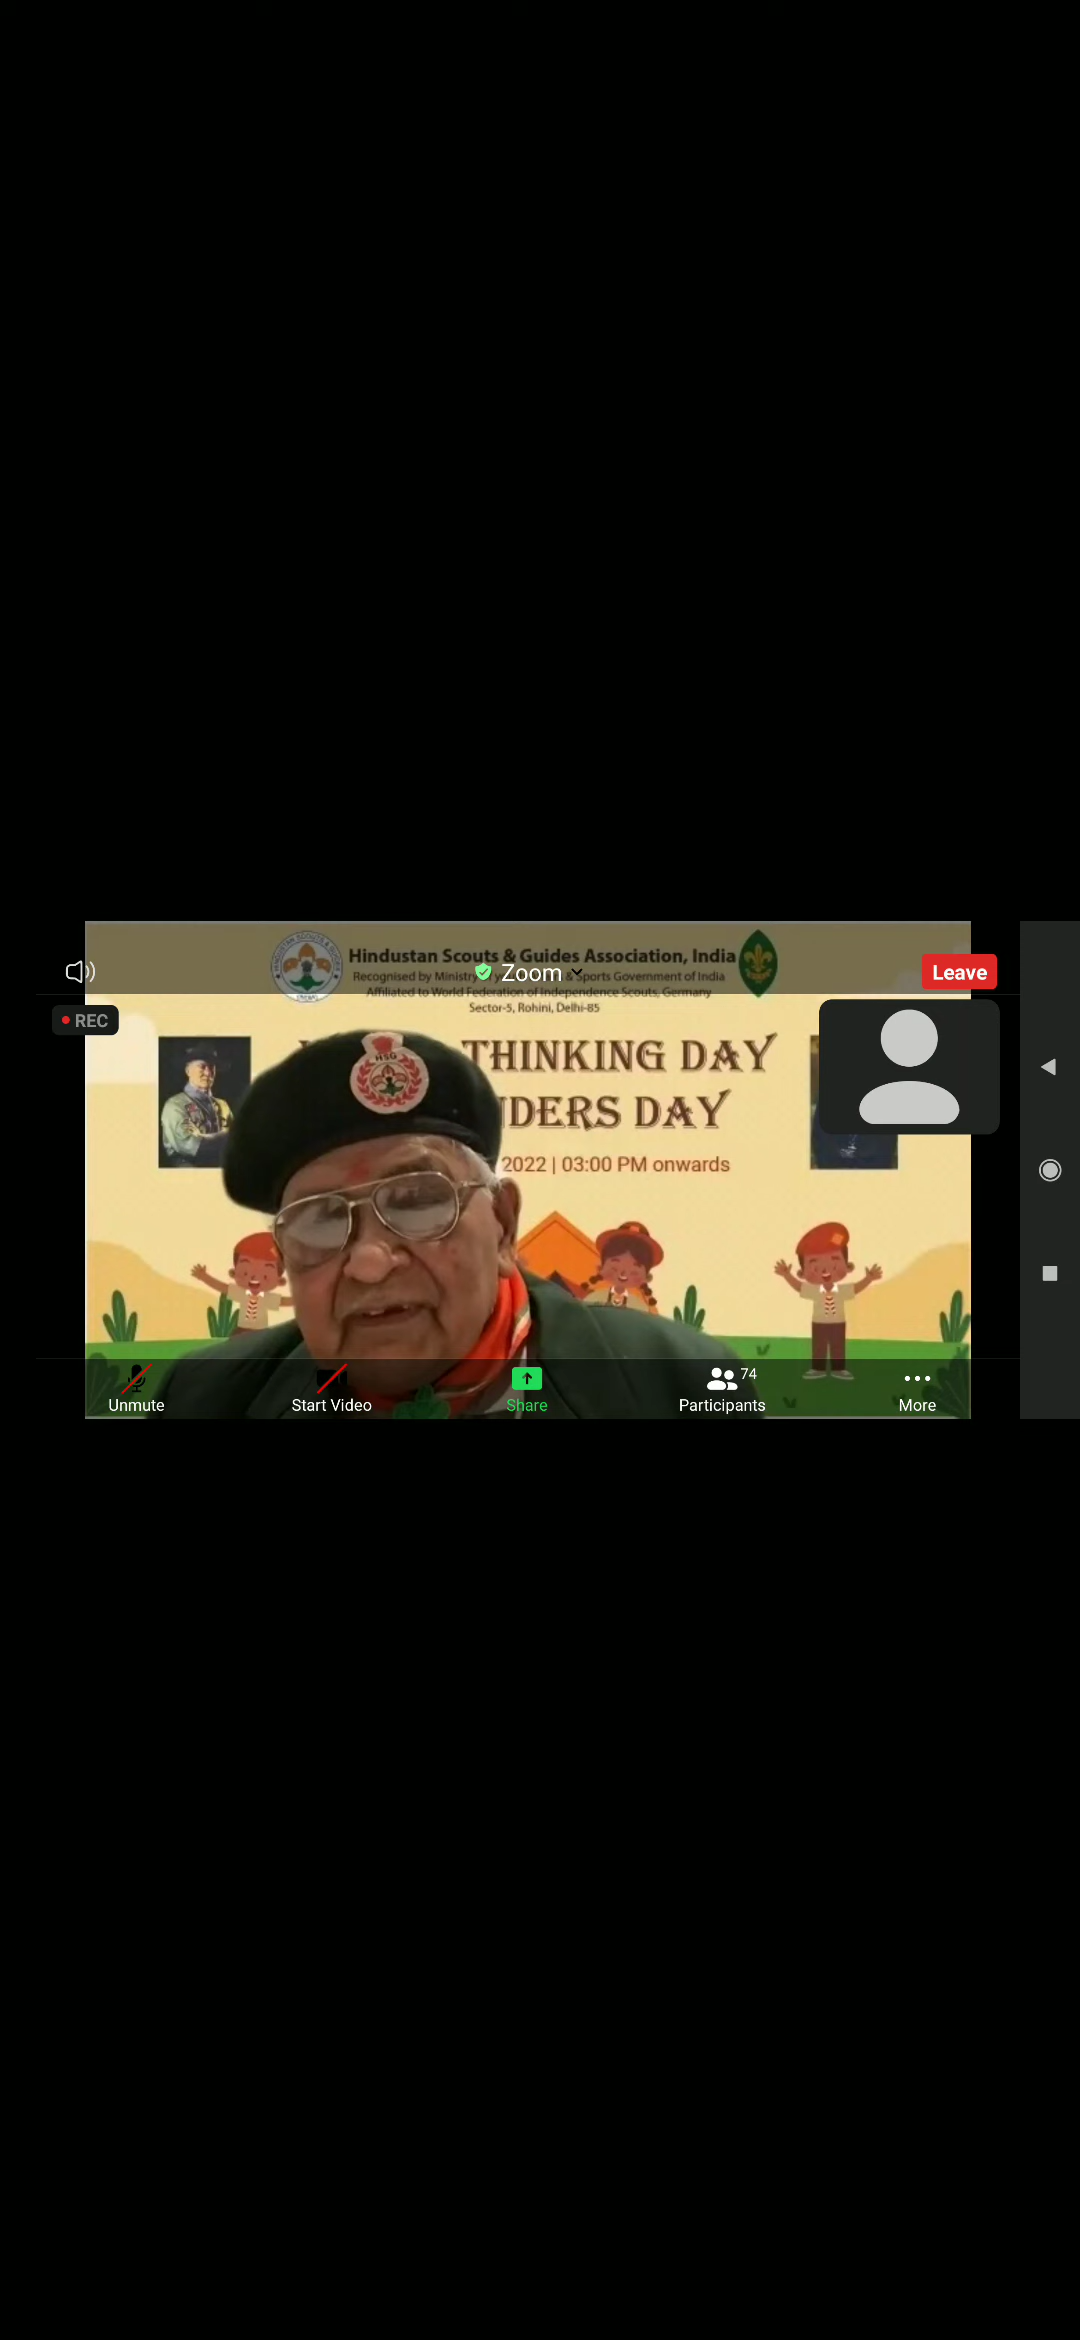 Hindustan Scouts & Guides Association, India
Recognised by Ministry & Sports Government of India
Zoom
Leave
Affiliated to World Federation of Independence Scouts, Germany
Sector-5, Rohini, Delhi-85
REC
THINKING DAY
NDERS DAY
2022 | 03:00 PM onwards
HSG
74
Unmute
Start Video
Share
Participants
More